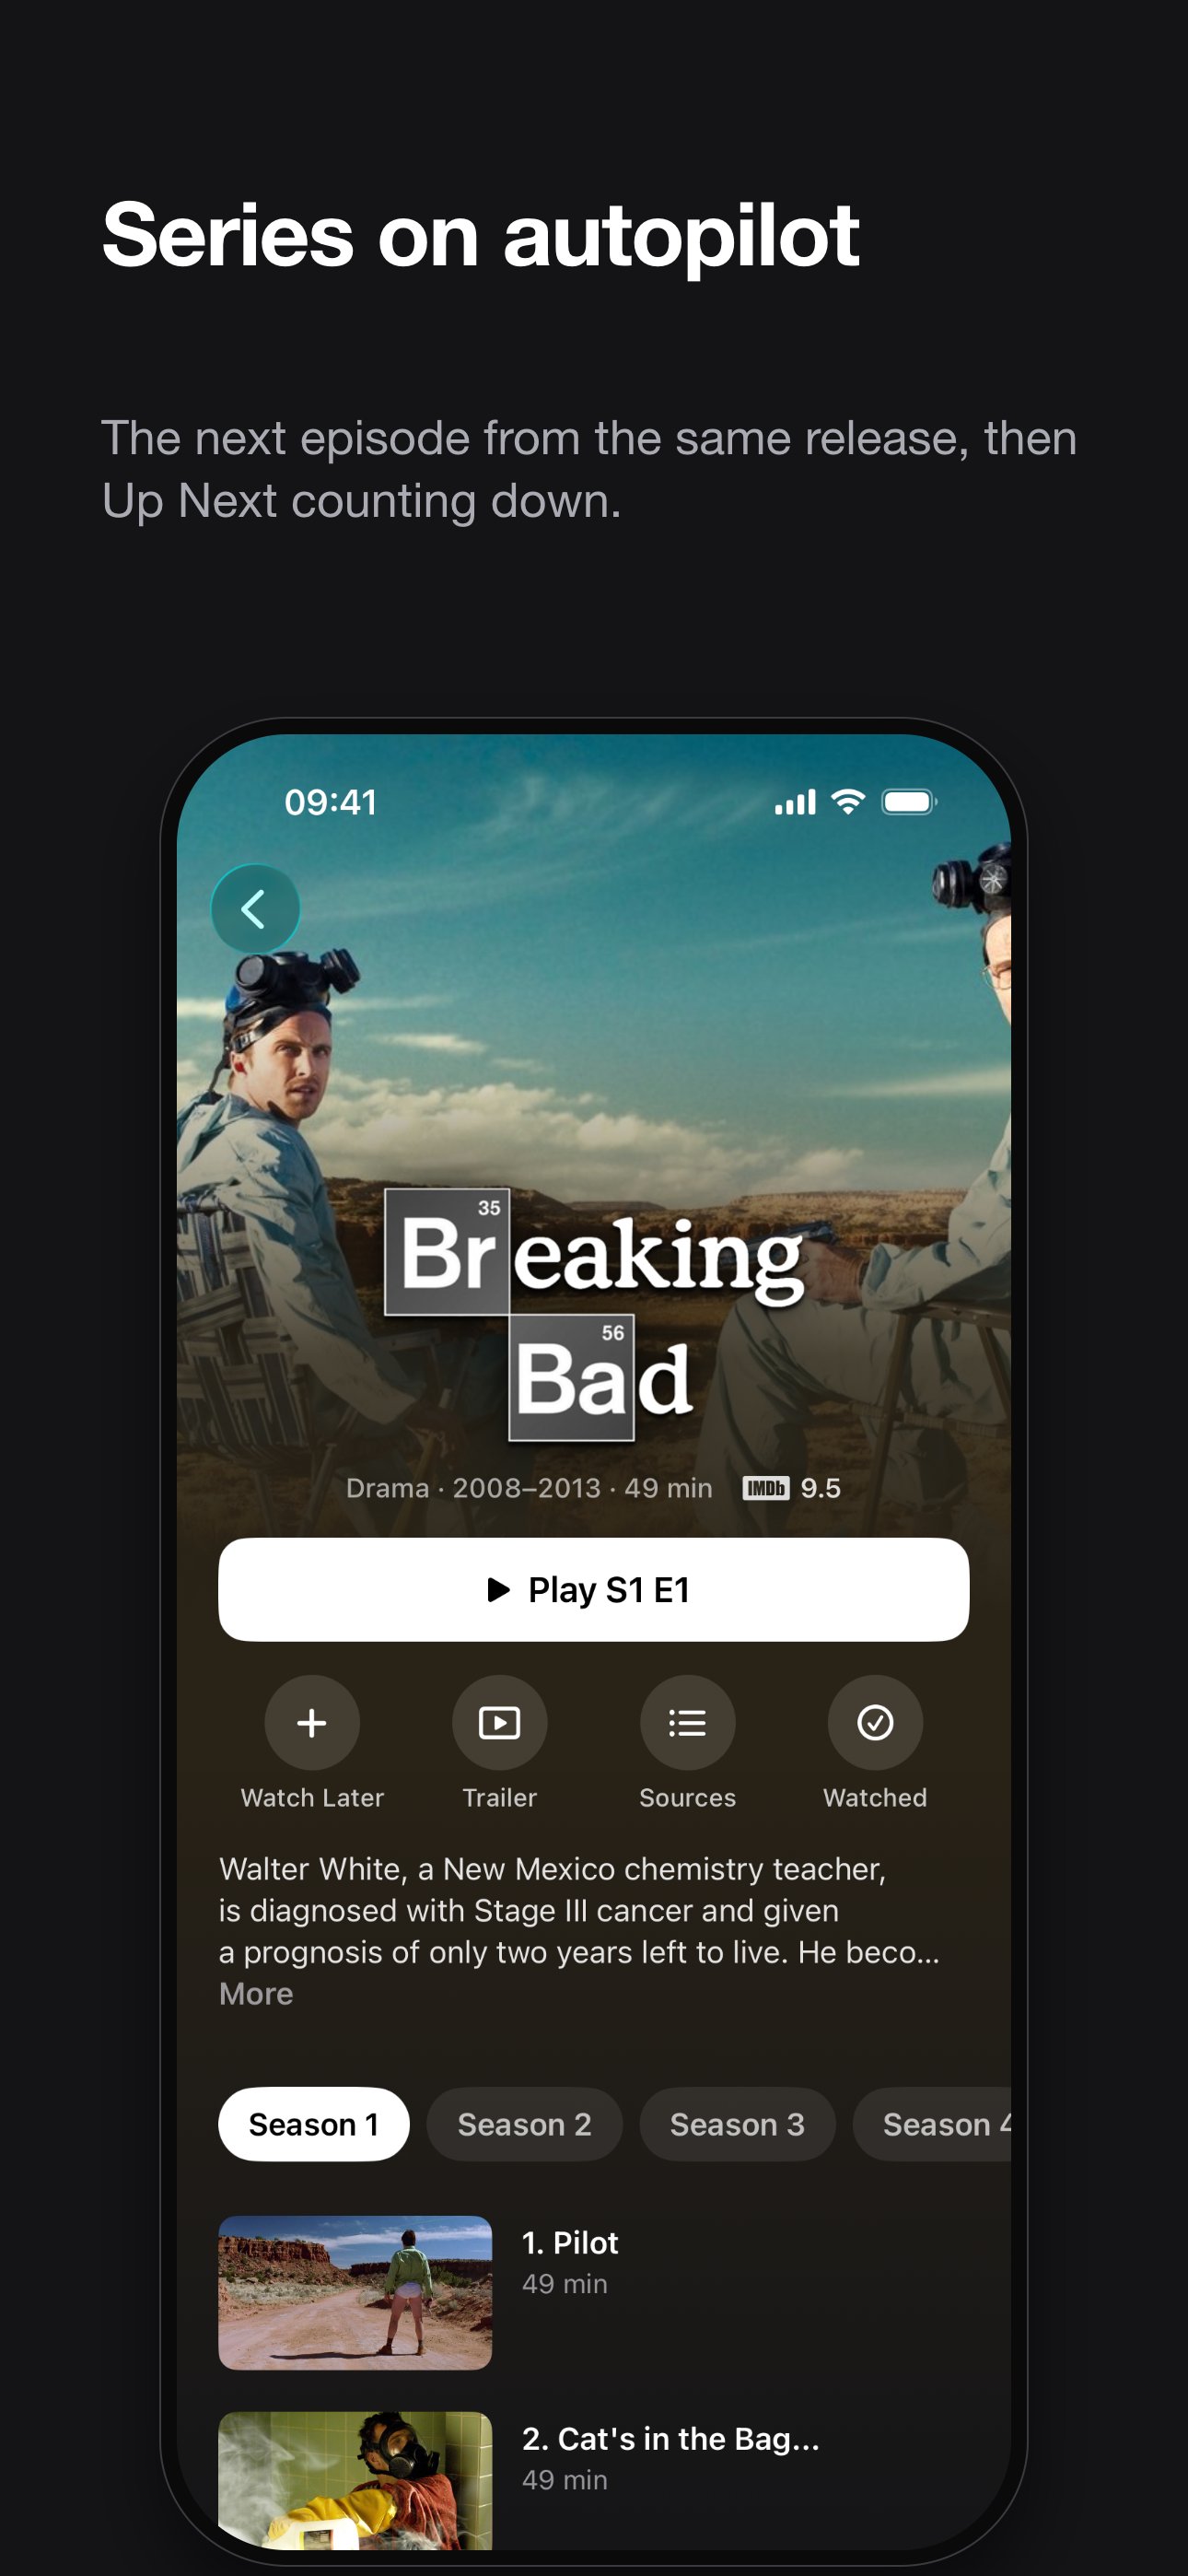 Series on autopilot
The next episode from the same release, then
Up Next counting down.
09:41
35
Breaking
56
Bad
Drama · 2008–2013 · 49 min IMDb 9.5
Play S1 E1
Watch Later Trailer Sources Watched
Walter White, a New Mexico chemistry teacher,
is diagnosed with Stage III cancer and given
a prognosis of only two years left to live. He beco...
More
Season 1 Season 2 Season 3 Season 4
1. Pilot
49 min
2. Cat's in the Bag...
49 min